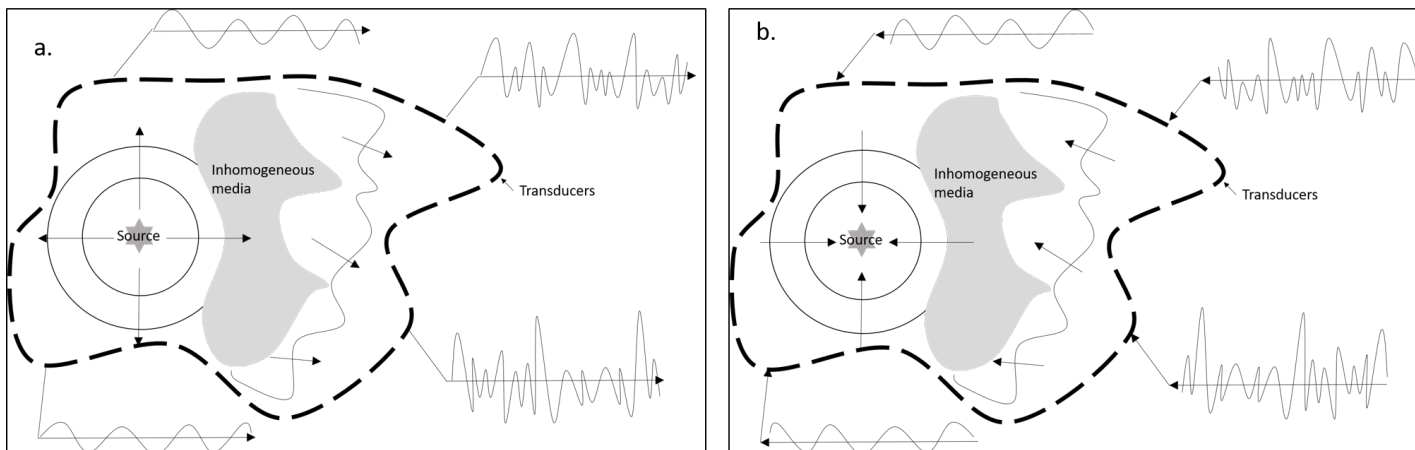 a.
Inhomogeneous
media
Transducers
Source
b.
Inhomogeneous
media
Transducers
Source